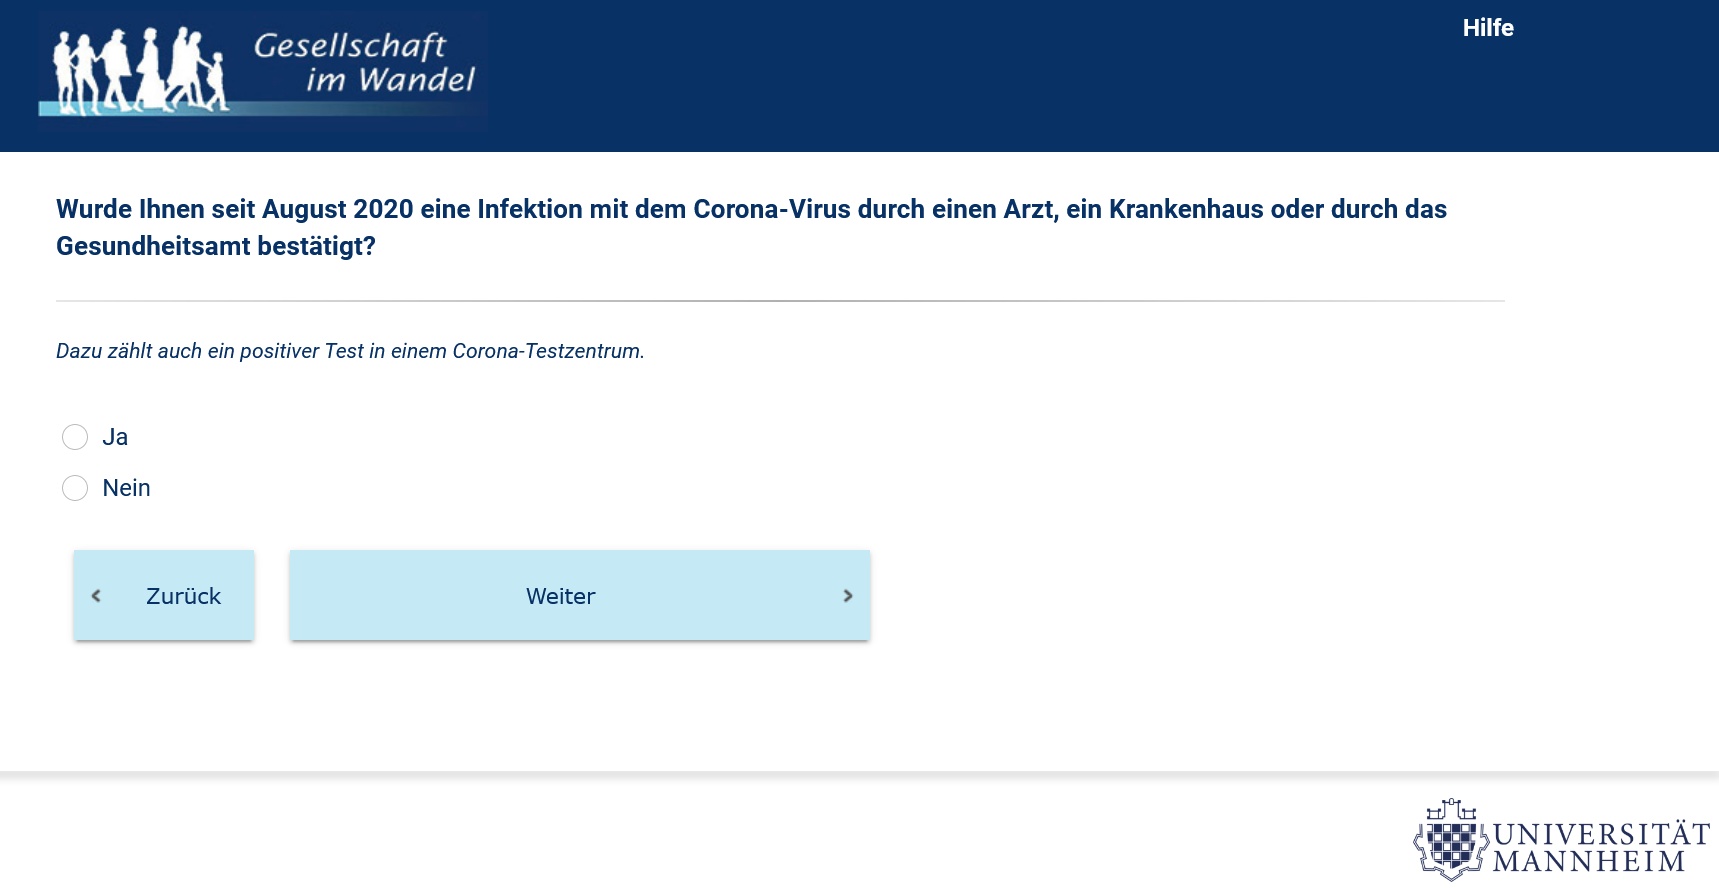 Gesellschaft
im Wandel
Hilfe
Wurde Ihnen seit August 2020 eine Infektion mit dem Corona-Virus durch einen Arzt, ein Krankenhaus oder durch das
Gesundheitsamt bestätigt?
Dazu zählt auch ein positiver Test in einem Corona-Testzentrum.
Ja
Nein
Zurück
Weiter
UNIVERSITÄT
MANNHEIM